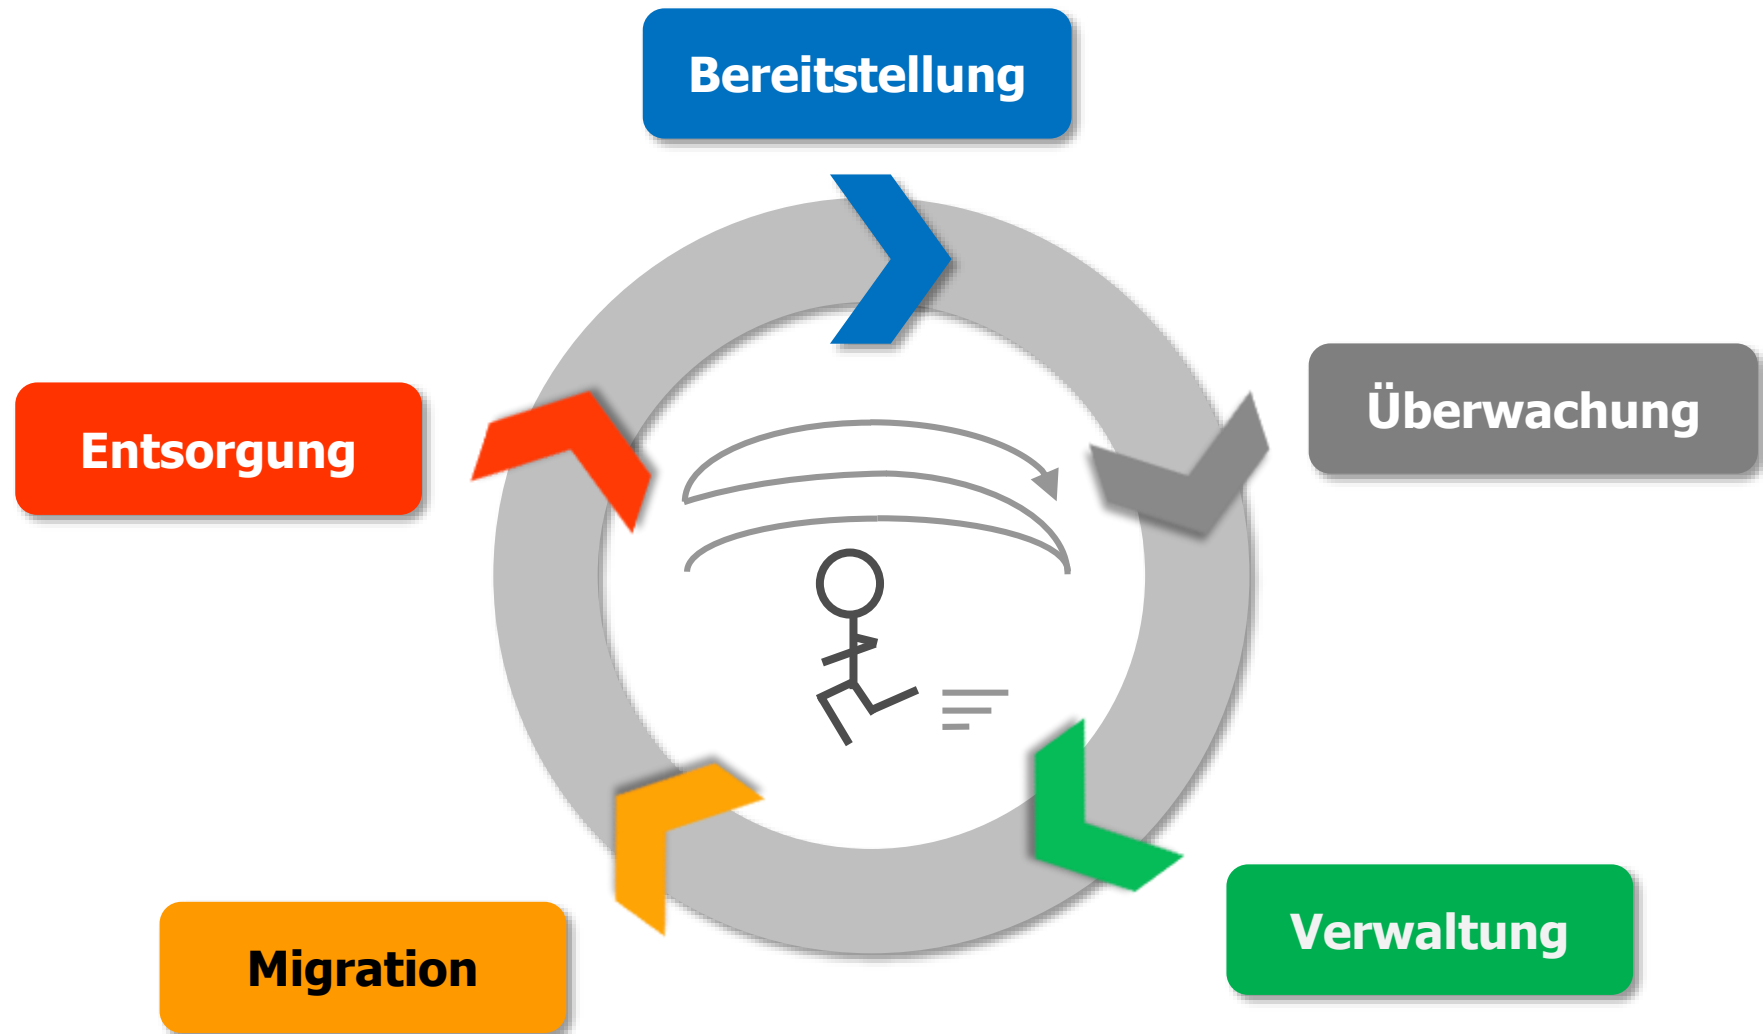 Bereitstellung
Überwachung
Entsorgung
Verwaltung
Migration